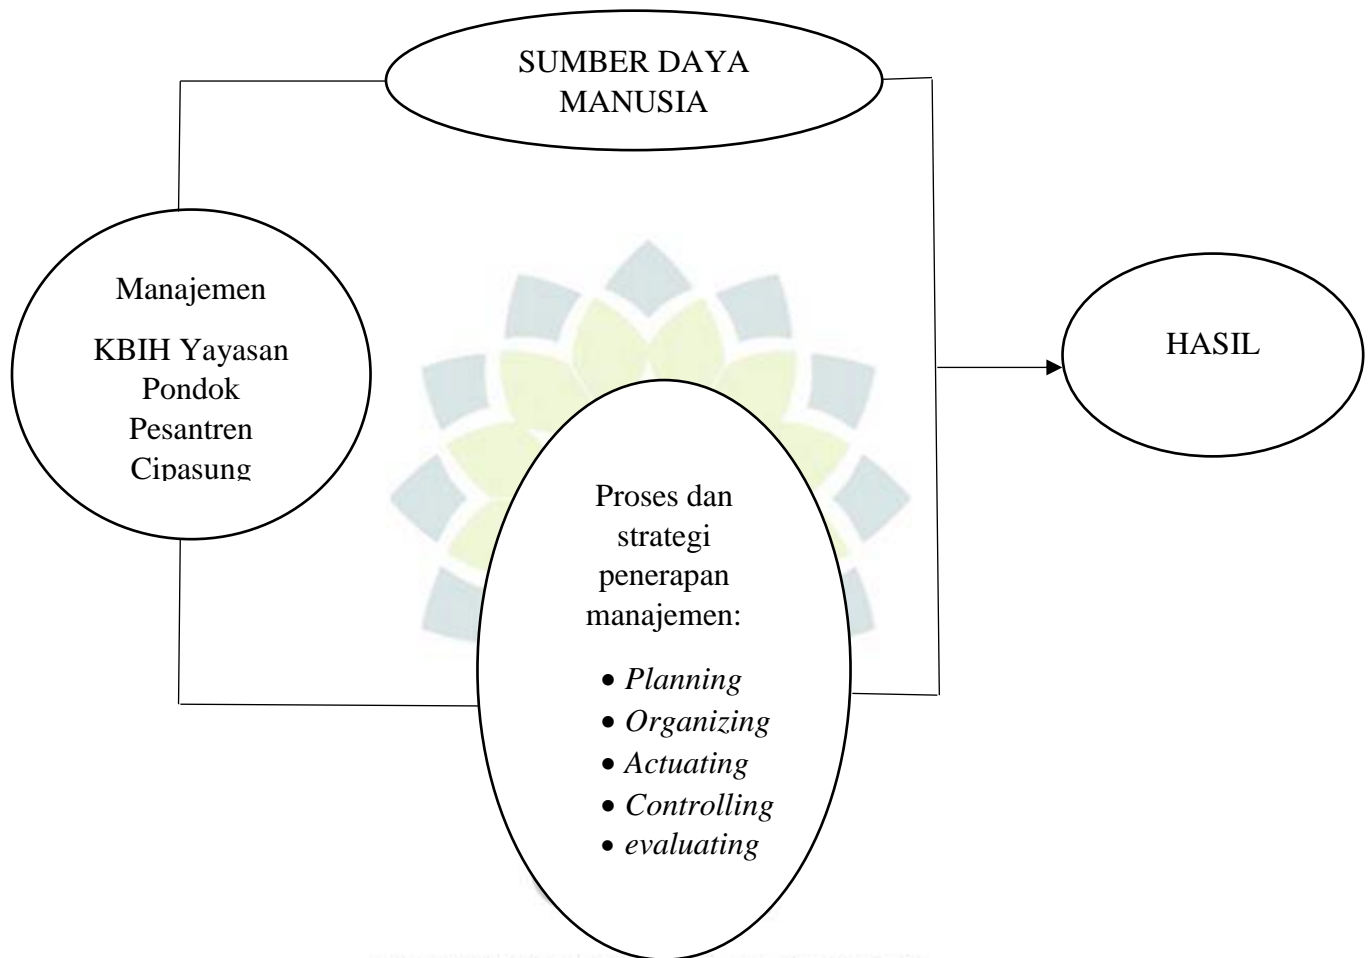 SUMBER DAYA
MANUSIA
Manajemen
KBIH Yayasan
Pondok
Pesantren
Cipasung
HASIL
Proses dan
strategi
penerapan
manajemen:
• Planning
• Organizing
• Actuating
• Controlling
• evaluating